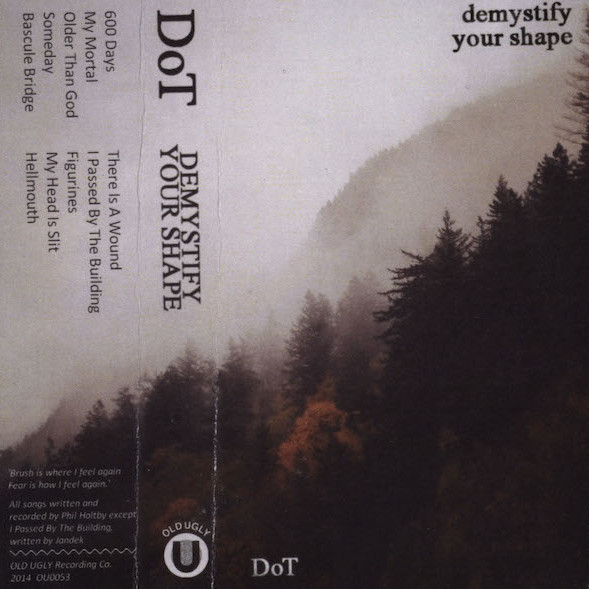 600 Days
My Mortal
Older Than God
Someday
Bascule Bridge
There Is A Wound
I Passed By The Building
Figurines
My Head Is Slit
Hellmouth
'Brush is where I feel again
Fear is how I feel again.'
All songs written and
recorded by Phil Holtby except
I Passed By The Building,
written by Jandek
OLD UGLY Recording Co.
2014 OU0053
DoT
DEMYSTIFY
YOUR SHAPE
OLD UGLY
U
demystify
your shape
DoT